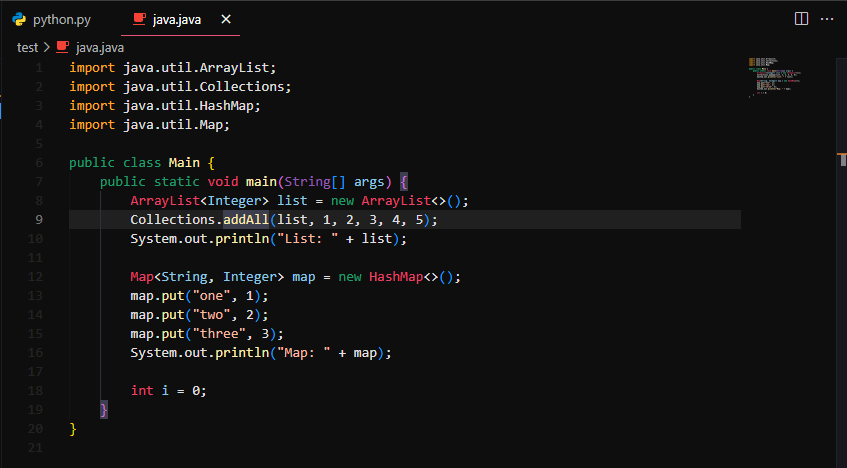 python.py java.java
test > java.java
1 import java.util.ArrayList;
2 import java.util.Collections;
3 import java.util.HashMap;
4 import java.util.Map;
5
6 public class Main {
7     public static void main(String[] args) {
8         ArrayList<Integer> list = new ArrayList<>();
9         Collections.addAll(list, 1, 2, 3, 4, 5);
10         System.out.println("List: " + list);
11
12         Map<String, Integer> map = new HashMap<>();
13         map.put("one", 1);
14         map.put("two", 2);
15         map.put("three", 3);
16         System.out.println("Map: " + map);
17
18         int i = 0;
19     }
20 }
21